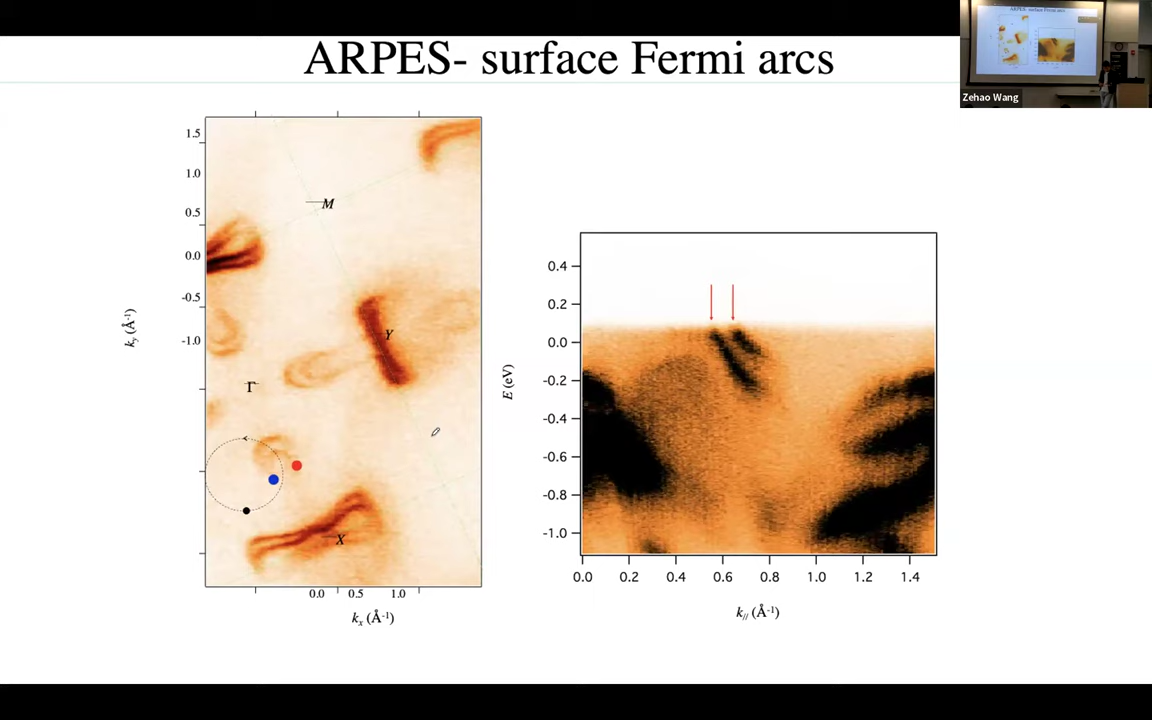 ARPES- surface Fermi arcs
Zehao Wang
1.5
1.0
0.5
0.0
-0.5
-1.0
ky (Å-1)
M
Y
Γ
X
0.0 0.5 1.0
kx (Å-1)
0.4
0.2
0.0
-0.2
-0.4
-0.6
-0.8
-1.0
E (eV)
0.0 0.2 0.4 0.6 0.8 1.0 1.2 1.4
k// (Å-1)